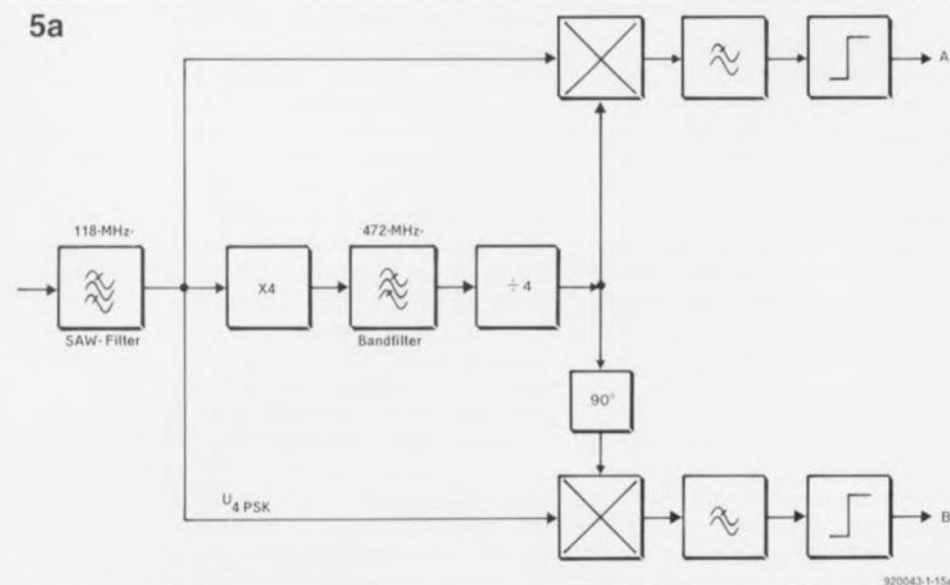 5a
A
118-MHz-
472-MHz-
X4
÷4
SAW-Filter
Bandfilter
90°
U4 PSK
B
920043-1-15a